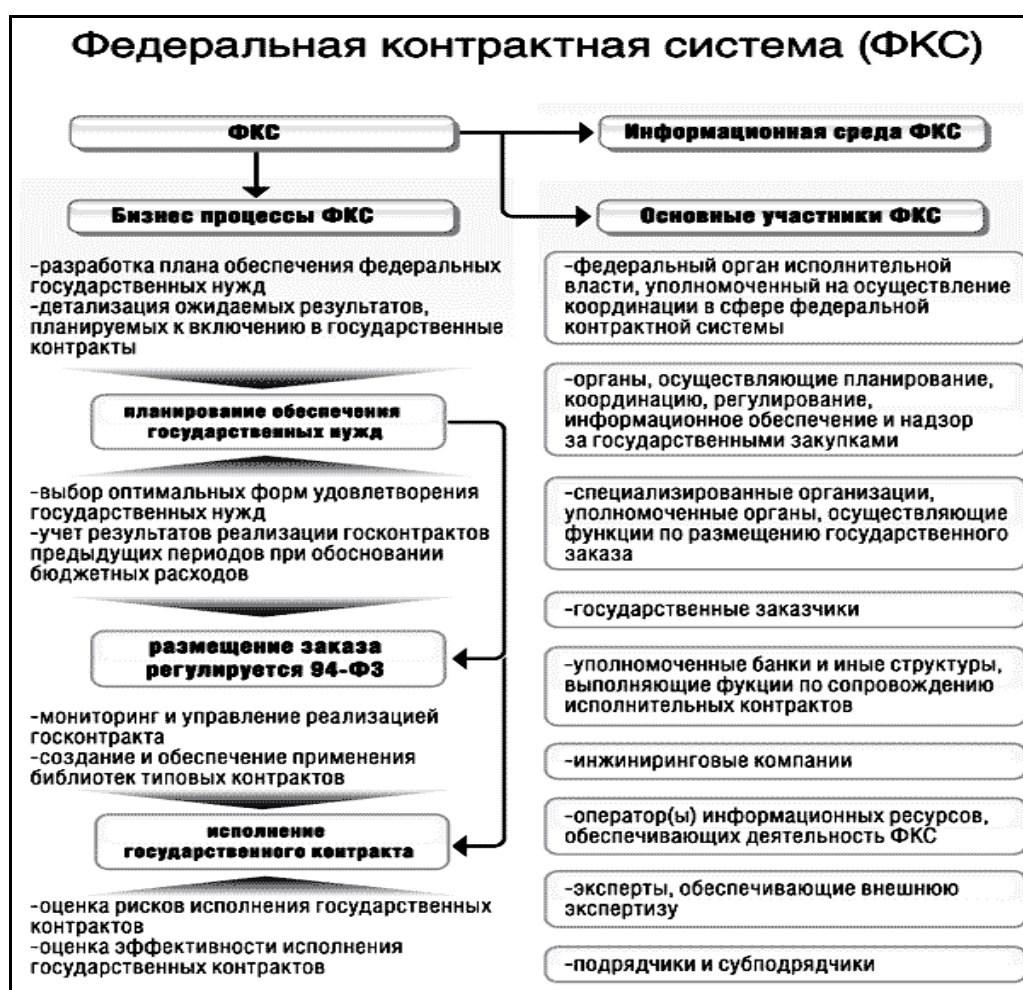 Федеральная контрактная система (ФКС)
ФКС
Информационная среда ФКС
Бизнес процессы ФКС
Основные участники ФКС
-разработка плана обеспечения федеральных
государственных нужд
-детализация ожидаемых результатов,
планируемых к включению в государственные
контракты
планирование обеспечения
государственных нужд
-выбор оптимальных форм удовлетворения
государственных нужд
-учет результатов реализации госконтрактов
предыдущих периодов при обосновании
бюджетных расходов
размещение заказа
регулируется 94-ФЗ
-мониторинг и управление реализацией
госконтракта
-создание и обеспечение применения
библиотек типовых контрактов
исполнение
государственного контракта
-оценка рисков исполнения государственных
контрактов
-оценка эффективности исполнения
государственных контрактов
-федеральный орган исполнительной
власти, уполномоченный на осуществление
координации в сфере федеральной
контрактной системы
-органы, осуществляющие планирование,
координацию, регулирование,
информационное обеспечение и надзор
за государственными закупками
-специализированные организации,
уполномоченные органы, осуществляющие
функции по размещению государственного
заказа
-государственные заказчики
-уполномоченные банки и иные структуры,
выполняющие фукции по сопровождению
исполнительных контрактов
-инжиниринговые компании
-оператор(ы) информационных ресурсов,
обеспечивающих деятельность ФКС
-эксперты, обеспечивающие внешнюю
экспертизу
-подрядчики и субподрядчики